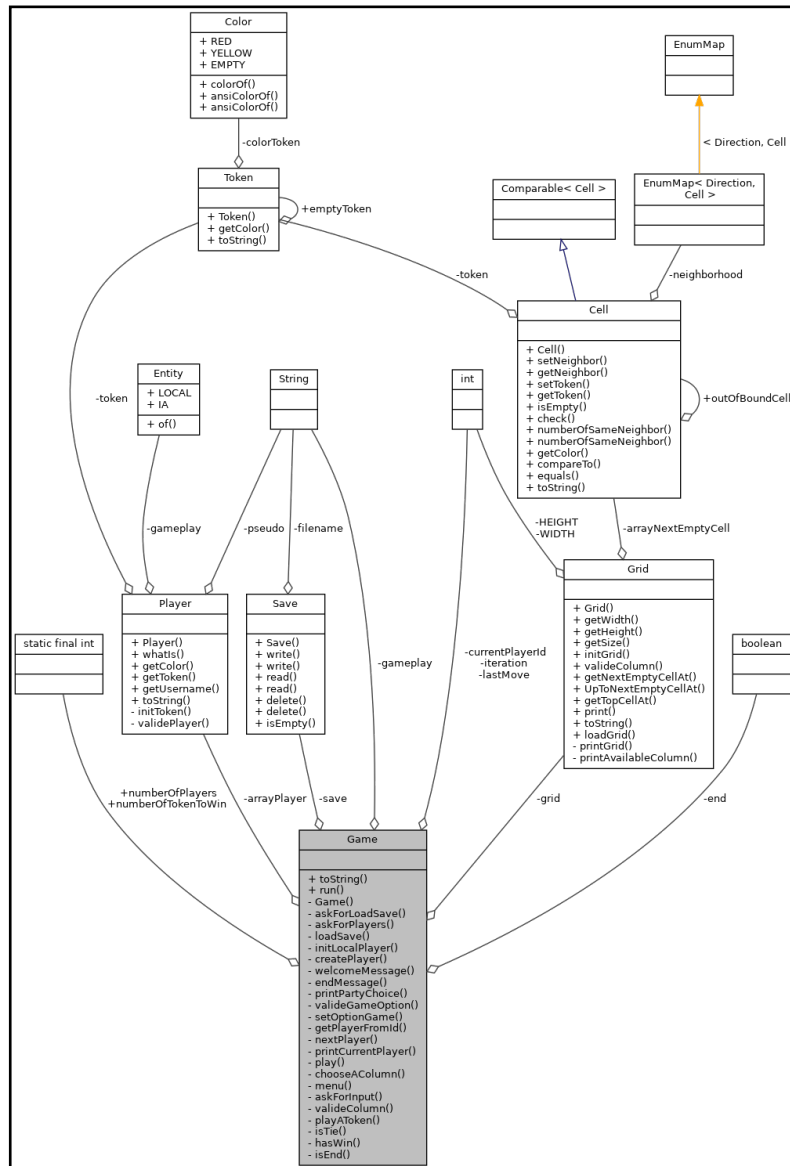 Color
+ RED
+ YELLOW
+ EMPTY
+ colorOf()
+ ansiColorOf()
+ ansiColorOf()
EnumMap
-colorToken
< Direction, Cell
Token
+ Token()
+ getColor()
+ toString()
+emptyToken
Comparable< Cell >
EnumMap< Direction,
Cell >
-token
-neighborhood
Cell
+ Cell()
+ setNeighbor()
+ getNeighbor()
+ setToken()
+ getToken()
+ isEmpty()
+ check()
+ numberOfSameNeighbor()
+ numberOfSameNeighbor()
+ getColor()
+ compareTo()
+ equals()
+ toString()
+outOfBoundCell
Entity
+ LOCAL
+ IA
+ of()
String
int
-token
-gameplay
-pseudo
-filename
-HEIGHT
-WIDTH
-arrayNextEmptyCell
static final int
Player
+ Player()
+ whatIs()
+ getColor()
+ getToken()
+ getUsername()
+ toString()
- initToken()
- validePlayer()
Save
+ Save()
+ write()
+ write()
+ read()
+ read()
+ delete()
+ delete()
+ isEmpty()
-gameplay
-currentPlayerId
-iteration
-lastMove
Grid
+ Grid()
+ getWidth()
+ getHeight()
+ getSize()
+ initGrid()
+ valideColumn()
+ getNextEmptyCellAt()
+ UpToNextEmptyCellAt()
+ getTopCellAt()
+ print()
+ toString()
+ loadGrid()
- printGrid()
- printAvailableColumn()
boolean
+numberOfPlayers
+numberOfTokenToWin
-arrayPlayer
-save
-grid
-end
Game
+ toString()
+ run()
- Game()
- askForLoadSave()
- askForPlayers()
- loadSave()
- initLocalPlayer()
- createPlayer()
- welcomeMessage()
- endMessage()
- printPartyChoice()
- valideGameOption()
- setOptionGame()
- getPlayerFromId()
- nextPlayer()
- printCurrentPlayer()
- play()
- chooseAColumn()
- menu()
- askForInput()
- valideColumn()
- playAToken()
- isTie()
- hasWin()
- isEnd()